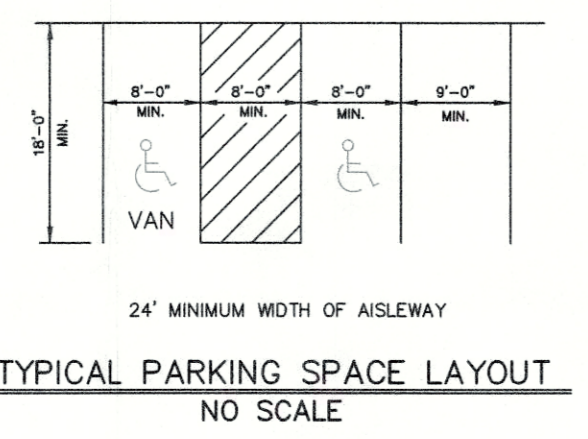 8'-0" 8'-0" 8'-0" 9'-0"
MIN. MIN. MIN. MIN.
18'-0"
MIN.
VAN
24' MINIMUM WIDTH OF AISLEWAY
TYPICAL PARKING SPACE LAYOUT
NO SCALE